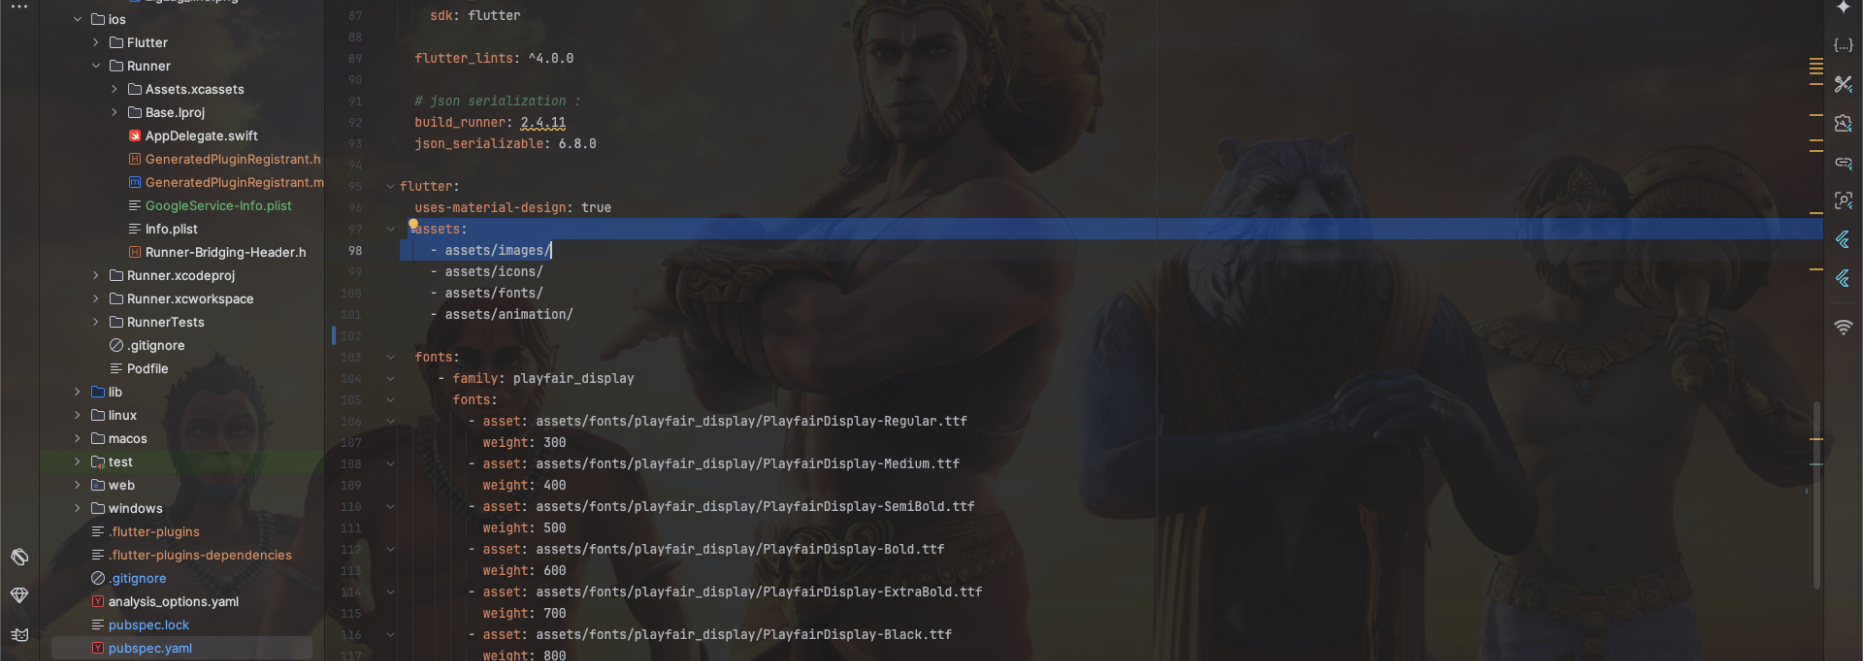 ios
Flutter
Runner
Assets.xcassets
Base.lproj
AppDelegate.swift
GeneratedPluginRegistrant.h
GeneratedPluginRegistrant.m
GoogleService-Info.plist
Info.plist
Runner-Bridging-Header.h
Runner.xcodeproj
Runner.xcworkspace
RunnerTests
.gitignore
Podfile
lib
linux
macos
test
web
windows
.flutter-plugins
.flutter-plugins-dependencies
.gitignore
analysis_options.yaml
pubspec.lock
pubspec.yaml
87 sdk: flutter
88
89 flutter_lints: ^4.0.0
90
91 # json serialization :
92 build_runner: 2.4.11
93 json_serializable: 6.8.0
94
95 flutter:
96 uses-material-design: true
97 assets:
98 - assets/images/
99 - assets/icons/
100 - assets/fonts/
101 - assets/animation/
102
103 fonts:
104 - family: playfair_display
105 fonts:
106 - asset: assets/fonts/playfair_display/PlayfairDisplay-Regular.ttf
107 weight: 300
108 - asset: assets/fonts/playfair_display/PlayfairDisplay-Medium.ttf
109 weight: 400
110 - asset: assets/fonts/playfair_display/PlayfairDisplay-SemiBold.ttf
111 weight: 500
112 - asset: assets/fonts/playfair_display/PlayfairDisplay-Bold.ttf
113 weight: 600
114 - asset: assets/fonts/playfair_display/PlayfairDisplay-ExtraBold.ttf
115 weight: 700
116 - asset: assets/fonts/playfair_display/PlayfairDisplay-Black.ttf
117 weight: 800